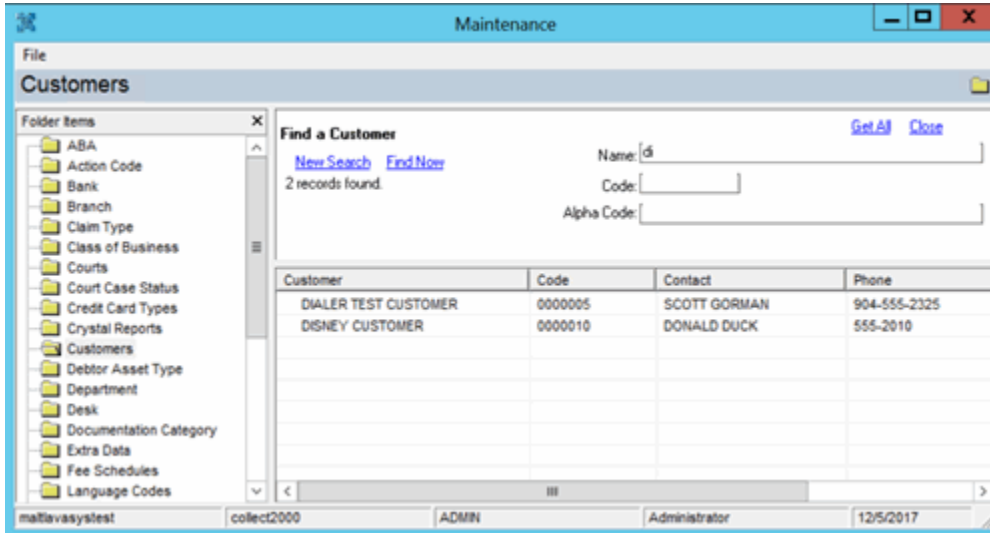 Maintenance
File
Customers
Folder Items
ABA
Action Code
Bank
Branch
Claim Type
Class of Business
Courts
Court Case Status
Credit Card Types
Crystal Reports
Customers
Debtor Asset Type
Department
Desk
Documentation Category
Extra Data
Fee Schedules
Language Codes
Find a Customer
Get All Close
New Search Find Now
2 records found.
Name: di
Code:
Alpha Code:
Customer Code Contact Phone
DIALER TEST CUSTOMER 0000005 SCOTT GORMAN 904-555-2325
DISNEY CUSTOMER 0000010 DONALD DUCK 555-2010
maltlavasystest collect2000 ADMIN Administrator 12/5/2017